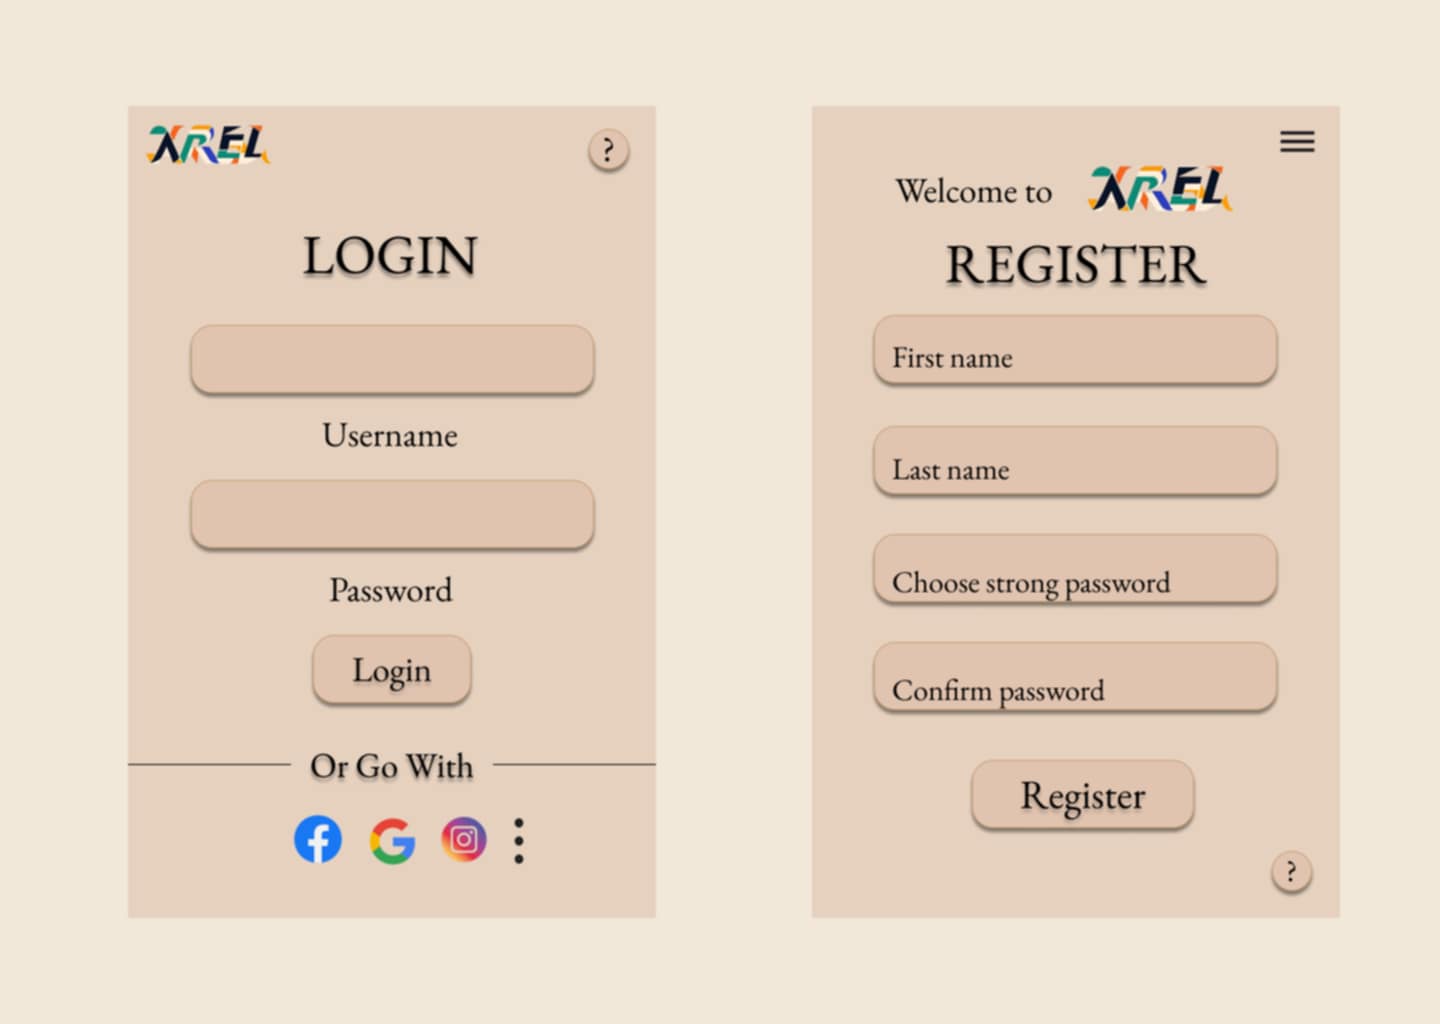 XREL
?
LOGIN
Username
Password
Login
Or Go With
Welcome to XREL
REGISTER
First name
Last name
Choose strong password
Confirm password
Register
?